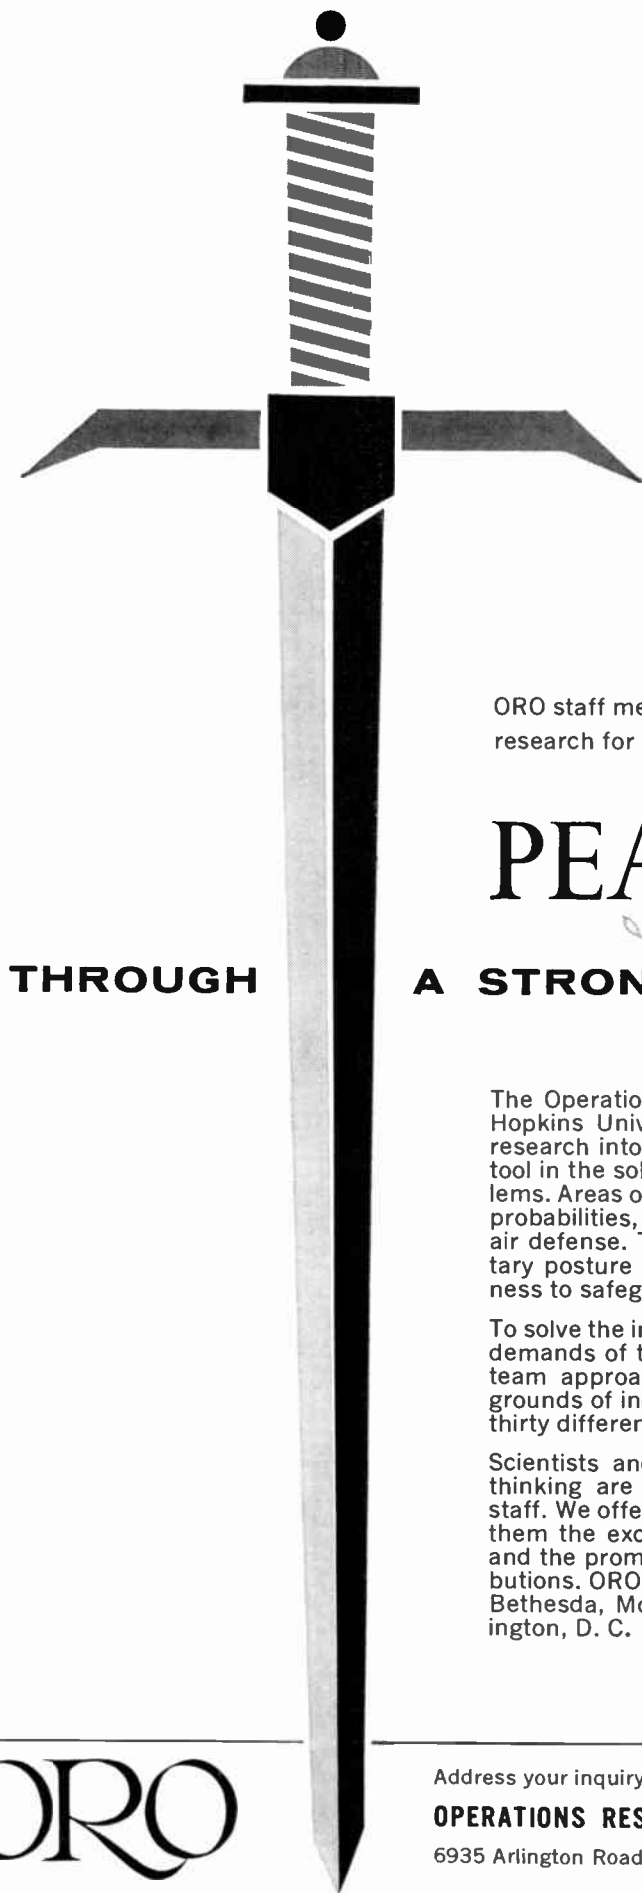 ORO staff me
research for
PEA
THROUGH A STRON
The Operatio
Hopkins Univ
research into
tool in the sol
lems. Areas o
probabilities,
air defense. T
tary posture
ness to safeg
To solve the i
demands of t
team approa
grounds of in
thirty differen
Scientists an
thinking are
staff. We offe
them the exc
and the prom
butions. ORO
Bethesda, Mo
ington, D. C.
ORO
Address your inquiry
OPERATIONS RES
6935 Arlington Road